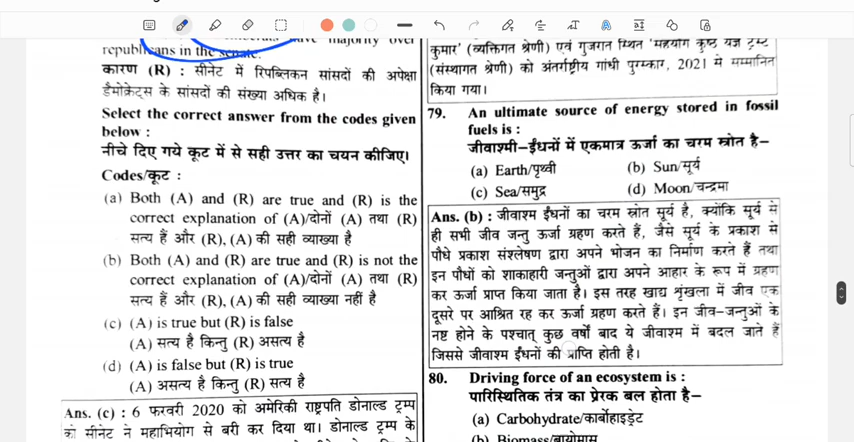 republicans in the senate.
कारण (R) : सीनेट में रिपब्लिकन सांसदों की अपेक्षा
डैमोक्रेट्स के सांसदों की संख्या अधिक है।
Select the correct answer from the codes given
below :
नीचे दिए गये कूट में से सही उत्तर का चयन कीजिए।
Codes/कूट :
(a) Both (A) and (R) are true and (R) is the
correct explanation of (A)/दोनों (A) तथा (R)
सत्य हैं और (R), (A) की सही व्याख्या है
(b) Both (A) and (R) are true and (R) is not the
correct explanation of (A)/दोनों (A) तथा (R)
सत्य हैं और (R), (A) की सही व्याख्या नहीं है
(c) (A) is true but (R) is false
(A) सत्य है किन्तु (R) असत्य है
(d) (A) is false but (R) is true
(A) असत्य है किन्तु (R) सत्य है
Ans. (c) : 6 फरवरी 2020 को अमेरिकी राष्ट्रपति डोनाल्ड ट्रम्प
को सीनेट ने महाभियोग से बरी कर दिया था। डोनाल्ड ट्रम्प के
कुमार' (व्यक्तिगत श्रेणी) एवं गुजरात स्थित 'सहयोग कुष्ठ यज्ञ ट्रस्ट
(संस्थागत श्रेणी) को अंतर्राष्ट्रीय गांधी पुरस्कार, 2021 मे सम्मानित
किया गया।
79. An ultimate source of energy stored in fossil
fuels is :
जीवाश्मी-ईंधनों में एकमात्र ऊर्जा का चरम स्रोत है–
(a) Earth/पृथ्वी (b) Sun/सूर्य
(c) Sea/समुद्र (d) Moon/चन्द्रमा
Ans. (b) : जीवाश्म ईंधनों का चरम स्रोत सूर्य है, क्योंकि सूर्य से
ही सभी जीव जन्तु ऊर्जा ग्रहण करते हैं, जैसे सूर्य के प्रकाश से
पौधे प्रकाश संश्लेषण द्वारा अपने भोजन का निर्माण करते हैं तथा
इन पौधों को शाकाहारी जन्तुओं द्वारा अपने आहार के रूप में ग्रहण
कर ऊर्जा प्राप्त किया जाता है। इस तरह खाद्य शृंखला में जीव एक
दूसरे पर आश्रित रह कर ऊर्जा ग्रहण करते हैं। इन जीव-जन्तुओं के
नष्ट होने के पश्चात् कुछ वर्षों बाद ये जीवाश्म में बदल जाते हैं
जिससे जीवाश्म ईंधनों की प्राप्ति होती है।
80. Driving force of an ecosystem is :
पारिस्थितिक तंत्र का प्रेरक बल होता है–
(a) Carbohydrate/कार्बोहाइड्रेट
(b) Biomass/बायोमास